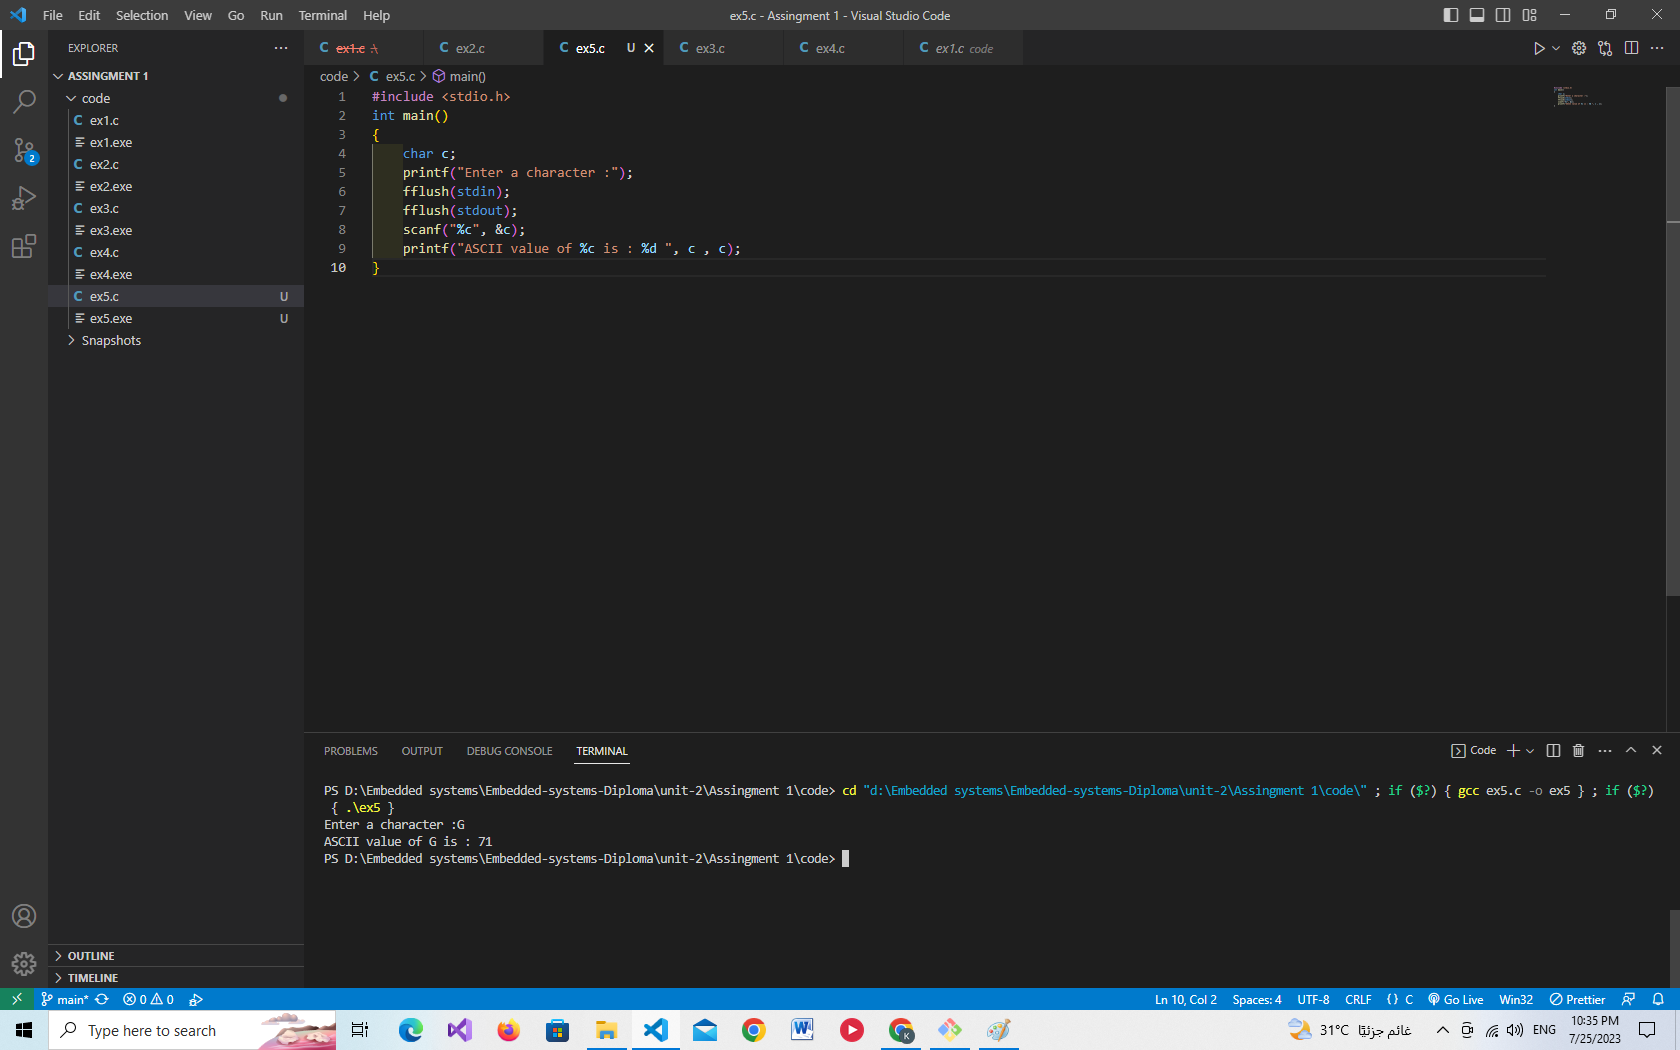 File Edit Selection View Go Run Terminal Help
ex5.c - Assingment 1 - Visual Studio Code
EXPLORER
ASSINGMENT 1
code
ex1.c
ex1.exe
ex2.c
ex2.exe
ex3.c
ex3.exe
ex4.c
ex4.exe
ex5.c U
ex5.exe U
Snapshots
OUTLINE
TIMELINE
2
C ex1.c .\ C ex2.c C ex5.c U C ex3.c C ex4.c C ex1.c code
code > C ex5.c > main()
1 #include <stdio.h>
2 int main()
3 {
4 char c;
5 printf("Enter a character :");
6 fflush(stdin);
7 fflush(stdout);
8 scanf("%c", &c);
9 printf("ASCII value of %c is : %d ", c , c);
10 }
PROBLEMS OUTPUT DEBUG CONSOLE TERMINAL
Code
PS D:\Embedded systems\Embedded-systems-Diploma\unit-2\Assingment 1\code> cd "d:\Embedded systems\Embedded-systems-Diploma\unit-2\Assingment 1\code\" ; if ($?) { gcc ex5.c -o ex5 } ; if ($?)
{ .\ex5 }
Enter a character :G
ASCII value of G is : 71
PS D:\Embedded systems\Embedded-systems-Diploma\unit-2\Assingment 1\code>
main* 0 0 Ln 10, Col 2 Spaces: 4 UTF-8 CRLF {} C Go Live Win32 Prettier
Type here to search
31°C غائم جزئيًا ENG
10:35 PM
7/25/2023